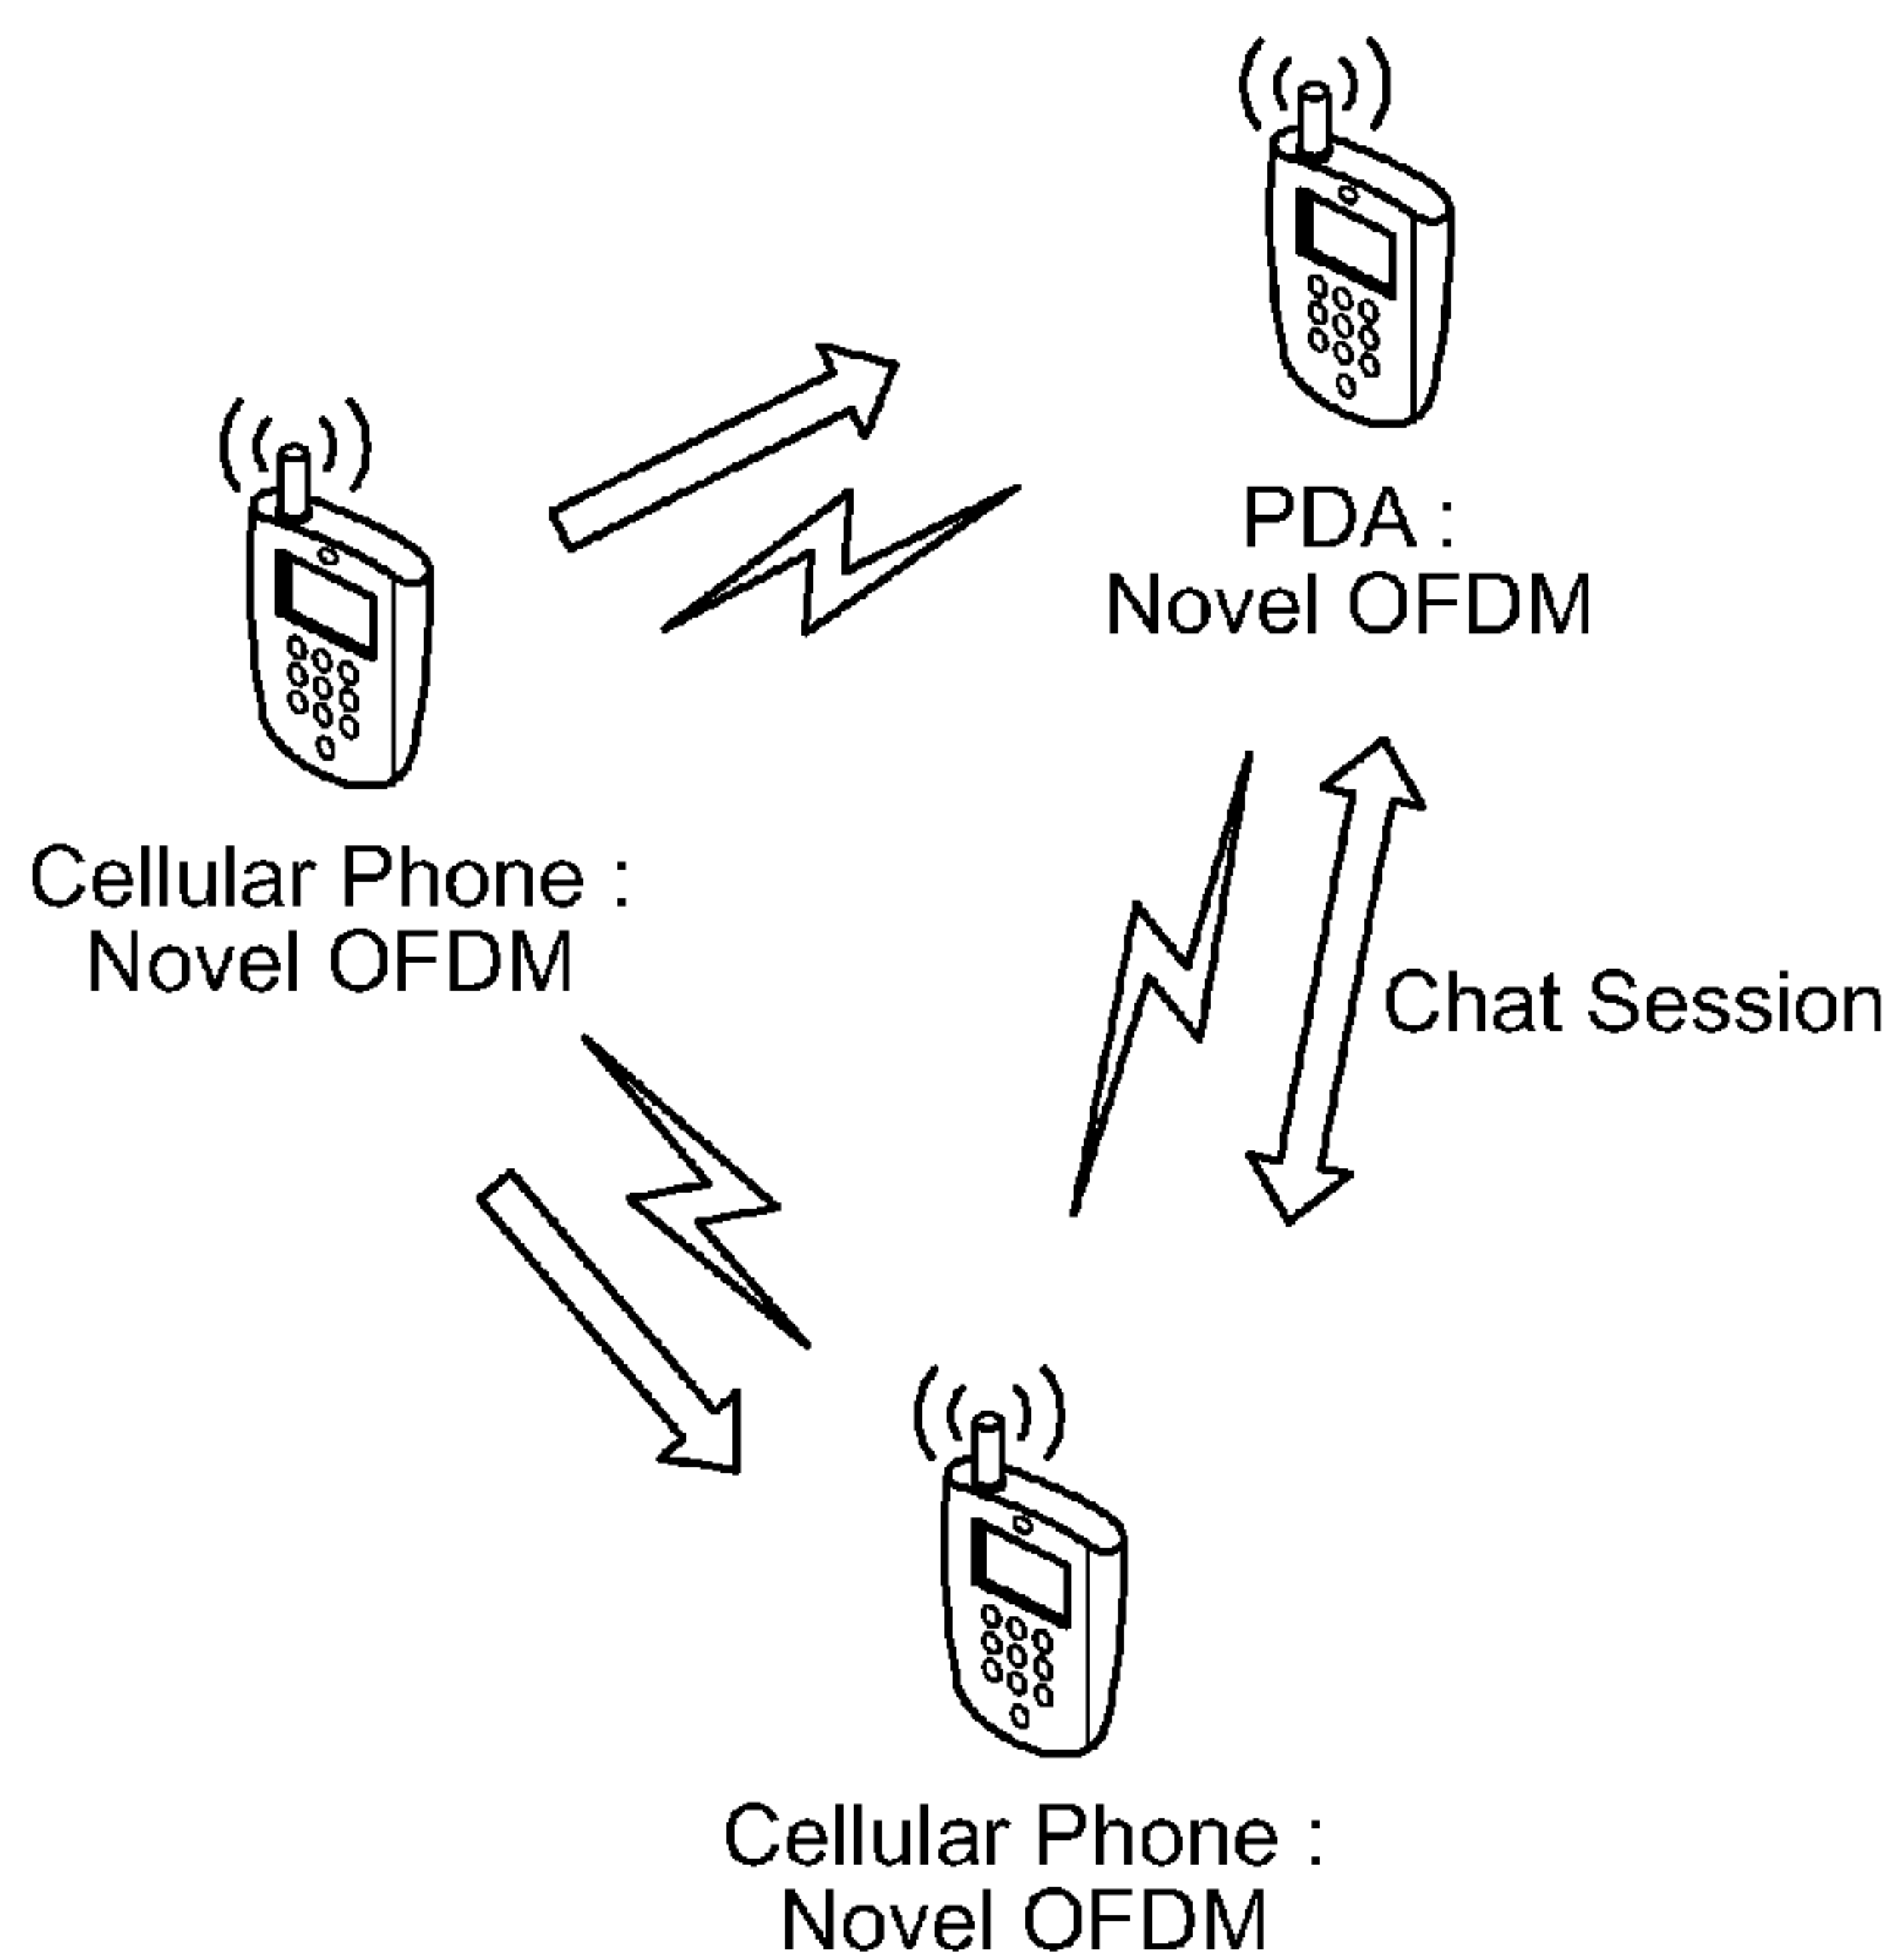 PDA :
Novel OFDM
Cellular Phone :
Novel OFDM
Chat Session
Cellular Phone :
Novel OFDM